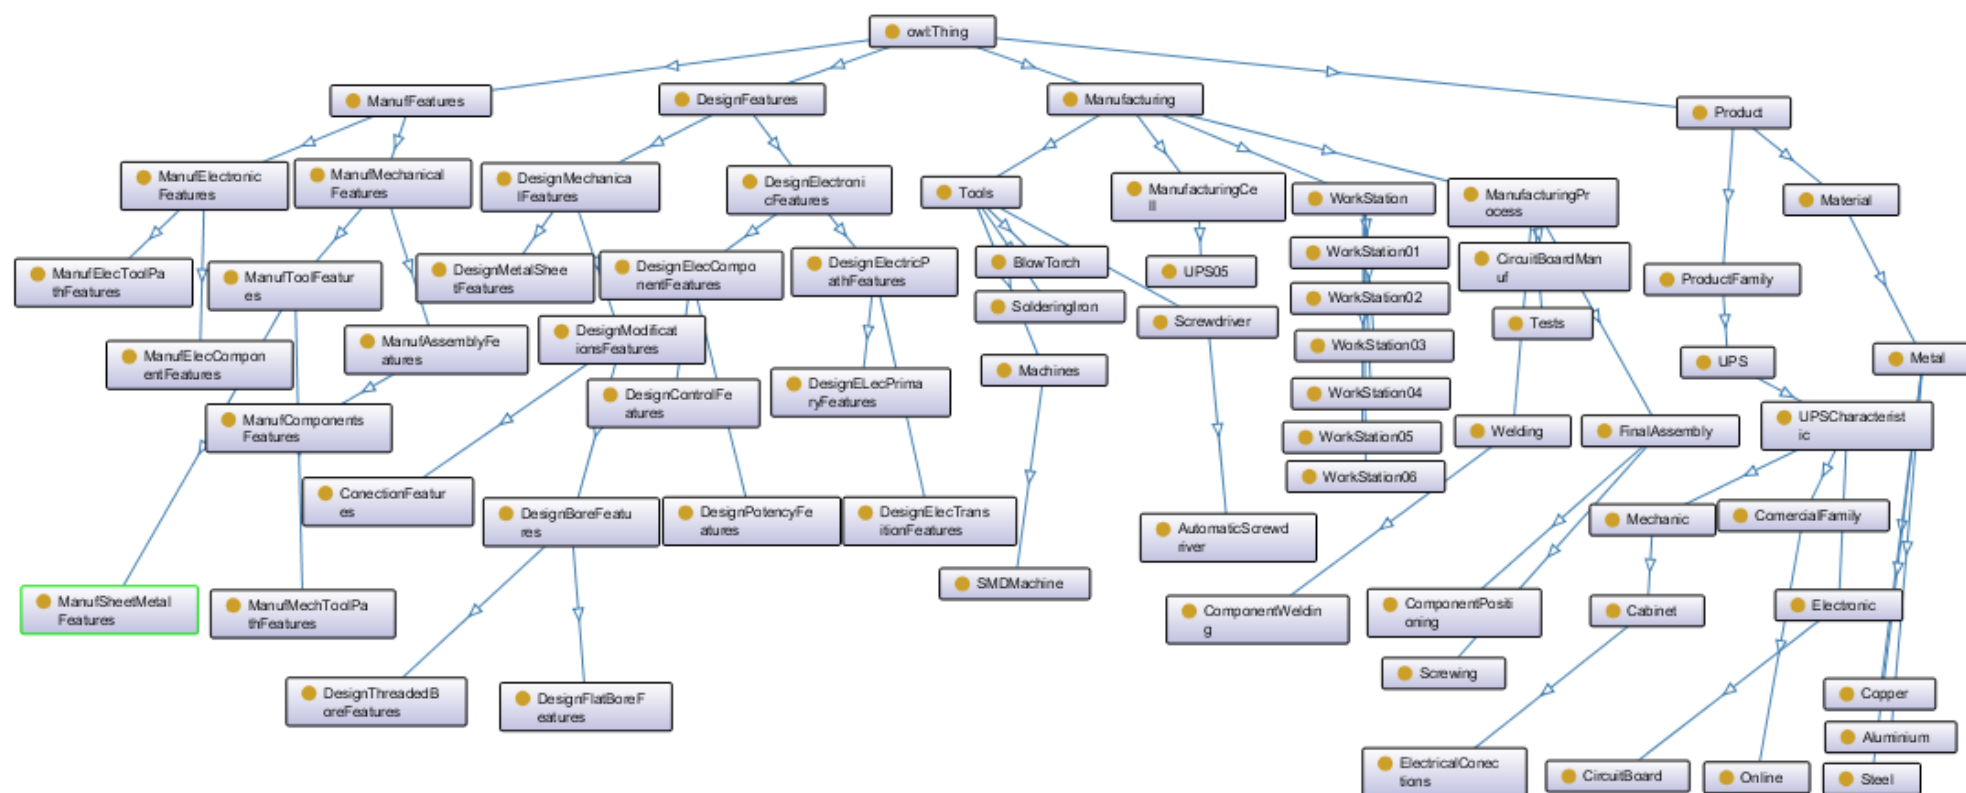 owl:Thing
ManufFeatures
DesignFeatures
Manufacturing
Product
ManufElectronic
Features
ManufMechanical
Features
DesignMechanica
lFeatures
DesignElectroni
cFeatures
Tools
ManufacturingCe
ll
WorkStation
ManufacturingPr
ocess
Material
ManufElecToolPa
thFeatures
ManufToolFeatur
es
DesignMetalShee
tFeatures
DesignElecCompo
nentFeatures
DesignElectricP
athFeatures
BlowTorch
UPS05
WorkStation01
CircuitBoardMan
uf
ProductFamily
SolderingIron
WorkStation02
Screwdriver
Tests
ManufElecCompon
entFeatures
ManufAssemblyFe
atures
DesignModificat
ionsFeatures
WorkStation03
Machines
UPS
Metal
DesignControlFe
atures
DesignELecPrima
ryFeatures
WorkStation04
ManufComponents
Features
WorkStation05
Welding
FinalAssembly
UPSCharacterist
ic
WorkStation06
ConectionFeatur
es
DesignBoreFeatu
res
DesignPotencyFe
atures
DesignElecTrans
itionFeatures
AutomaticScrewd
river
Mechanic
ComercialFamily
SMDMachine
ManufSheetMetal
Features
ManufMechToolPa
thFeatures
ComponentWeldin
g
ComponentPositi
oning
Cabinet
Electronic
Screwing
DesignThreadedB
oreFeatures
DesignFlatBoreF
eatures
Copper
Aluminium
ElectricalConec
tions
CircuitBoard
Online
Steel